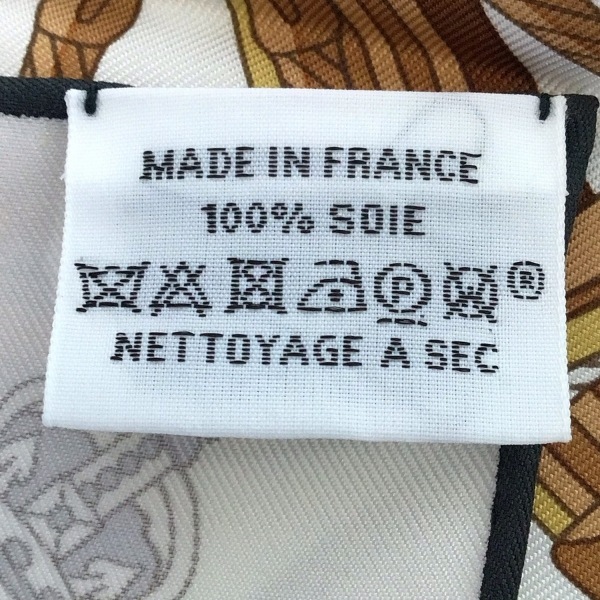 MADE IN FRANCE
100% SOIE
P ®
NETTOYAGE A SEC